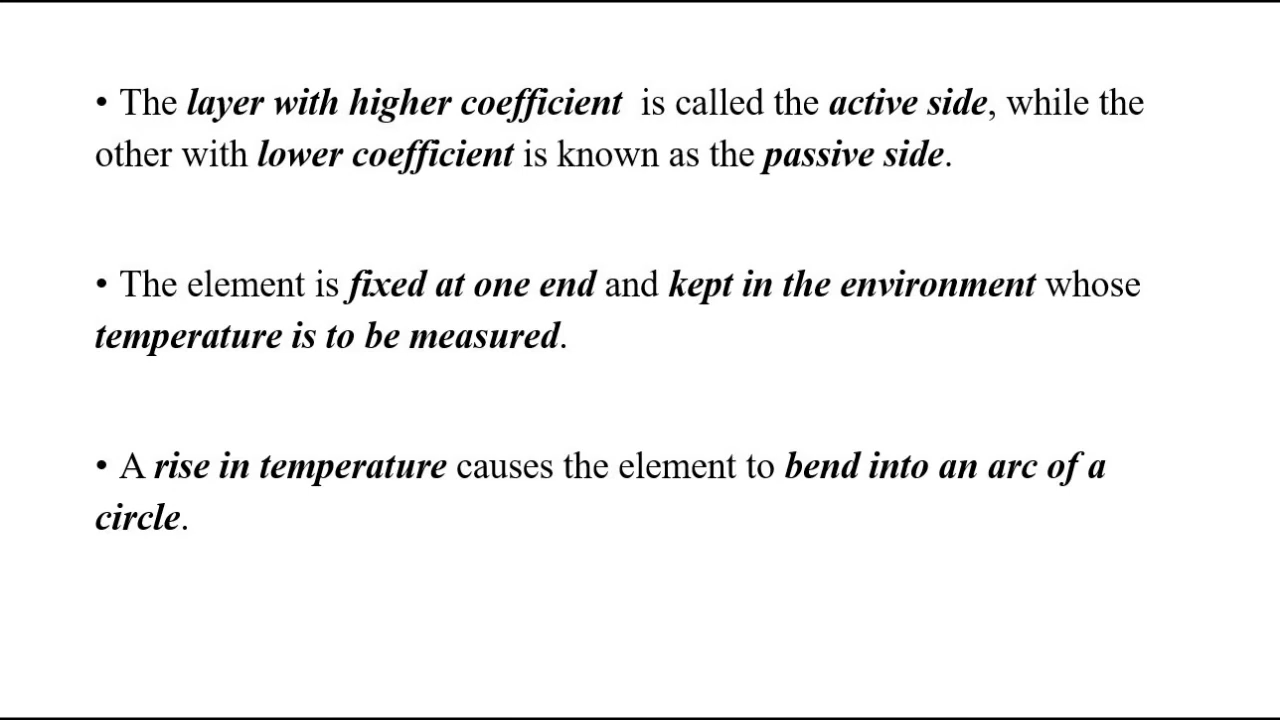 • The layer with higher coefficient is called the active side, while the
other with lower coefficient is known as the passive side.
• The element is fixed at one end and kept in the environment whose
temperature is to be measured.
• A rise in temperature causes the element to bend into an arc of a
circle.